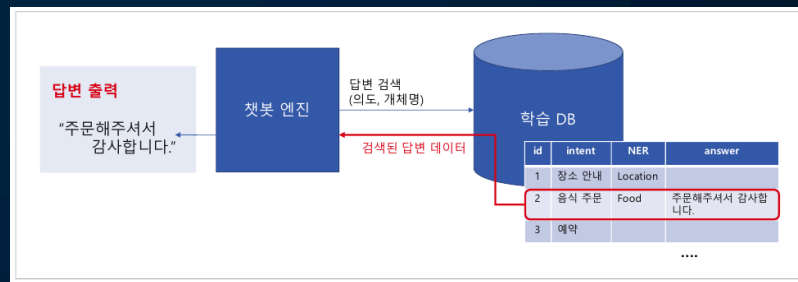 답변 출력
“주문해주셔서
감사합니다.”
챗봇 엔진
답변 검색
(의도, 개체명)
검색된 답변 데이터
학습 DB
id intent NER answer
1 장소 안내 Location
2 음식 주문 Food 주문해주셔서 감사합
니다.
3 예약
....